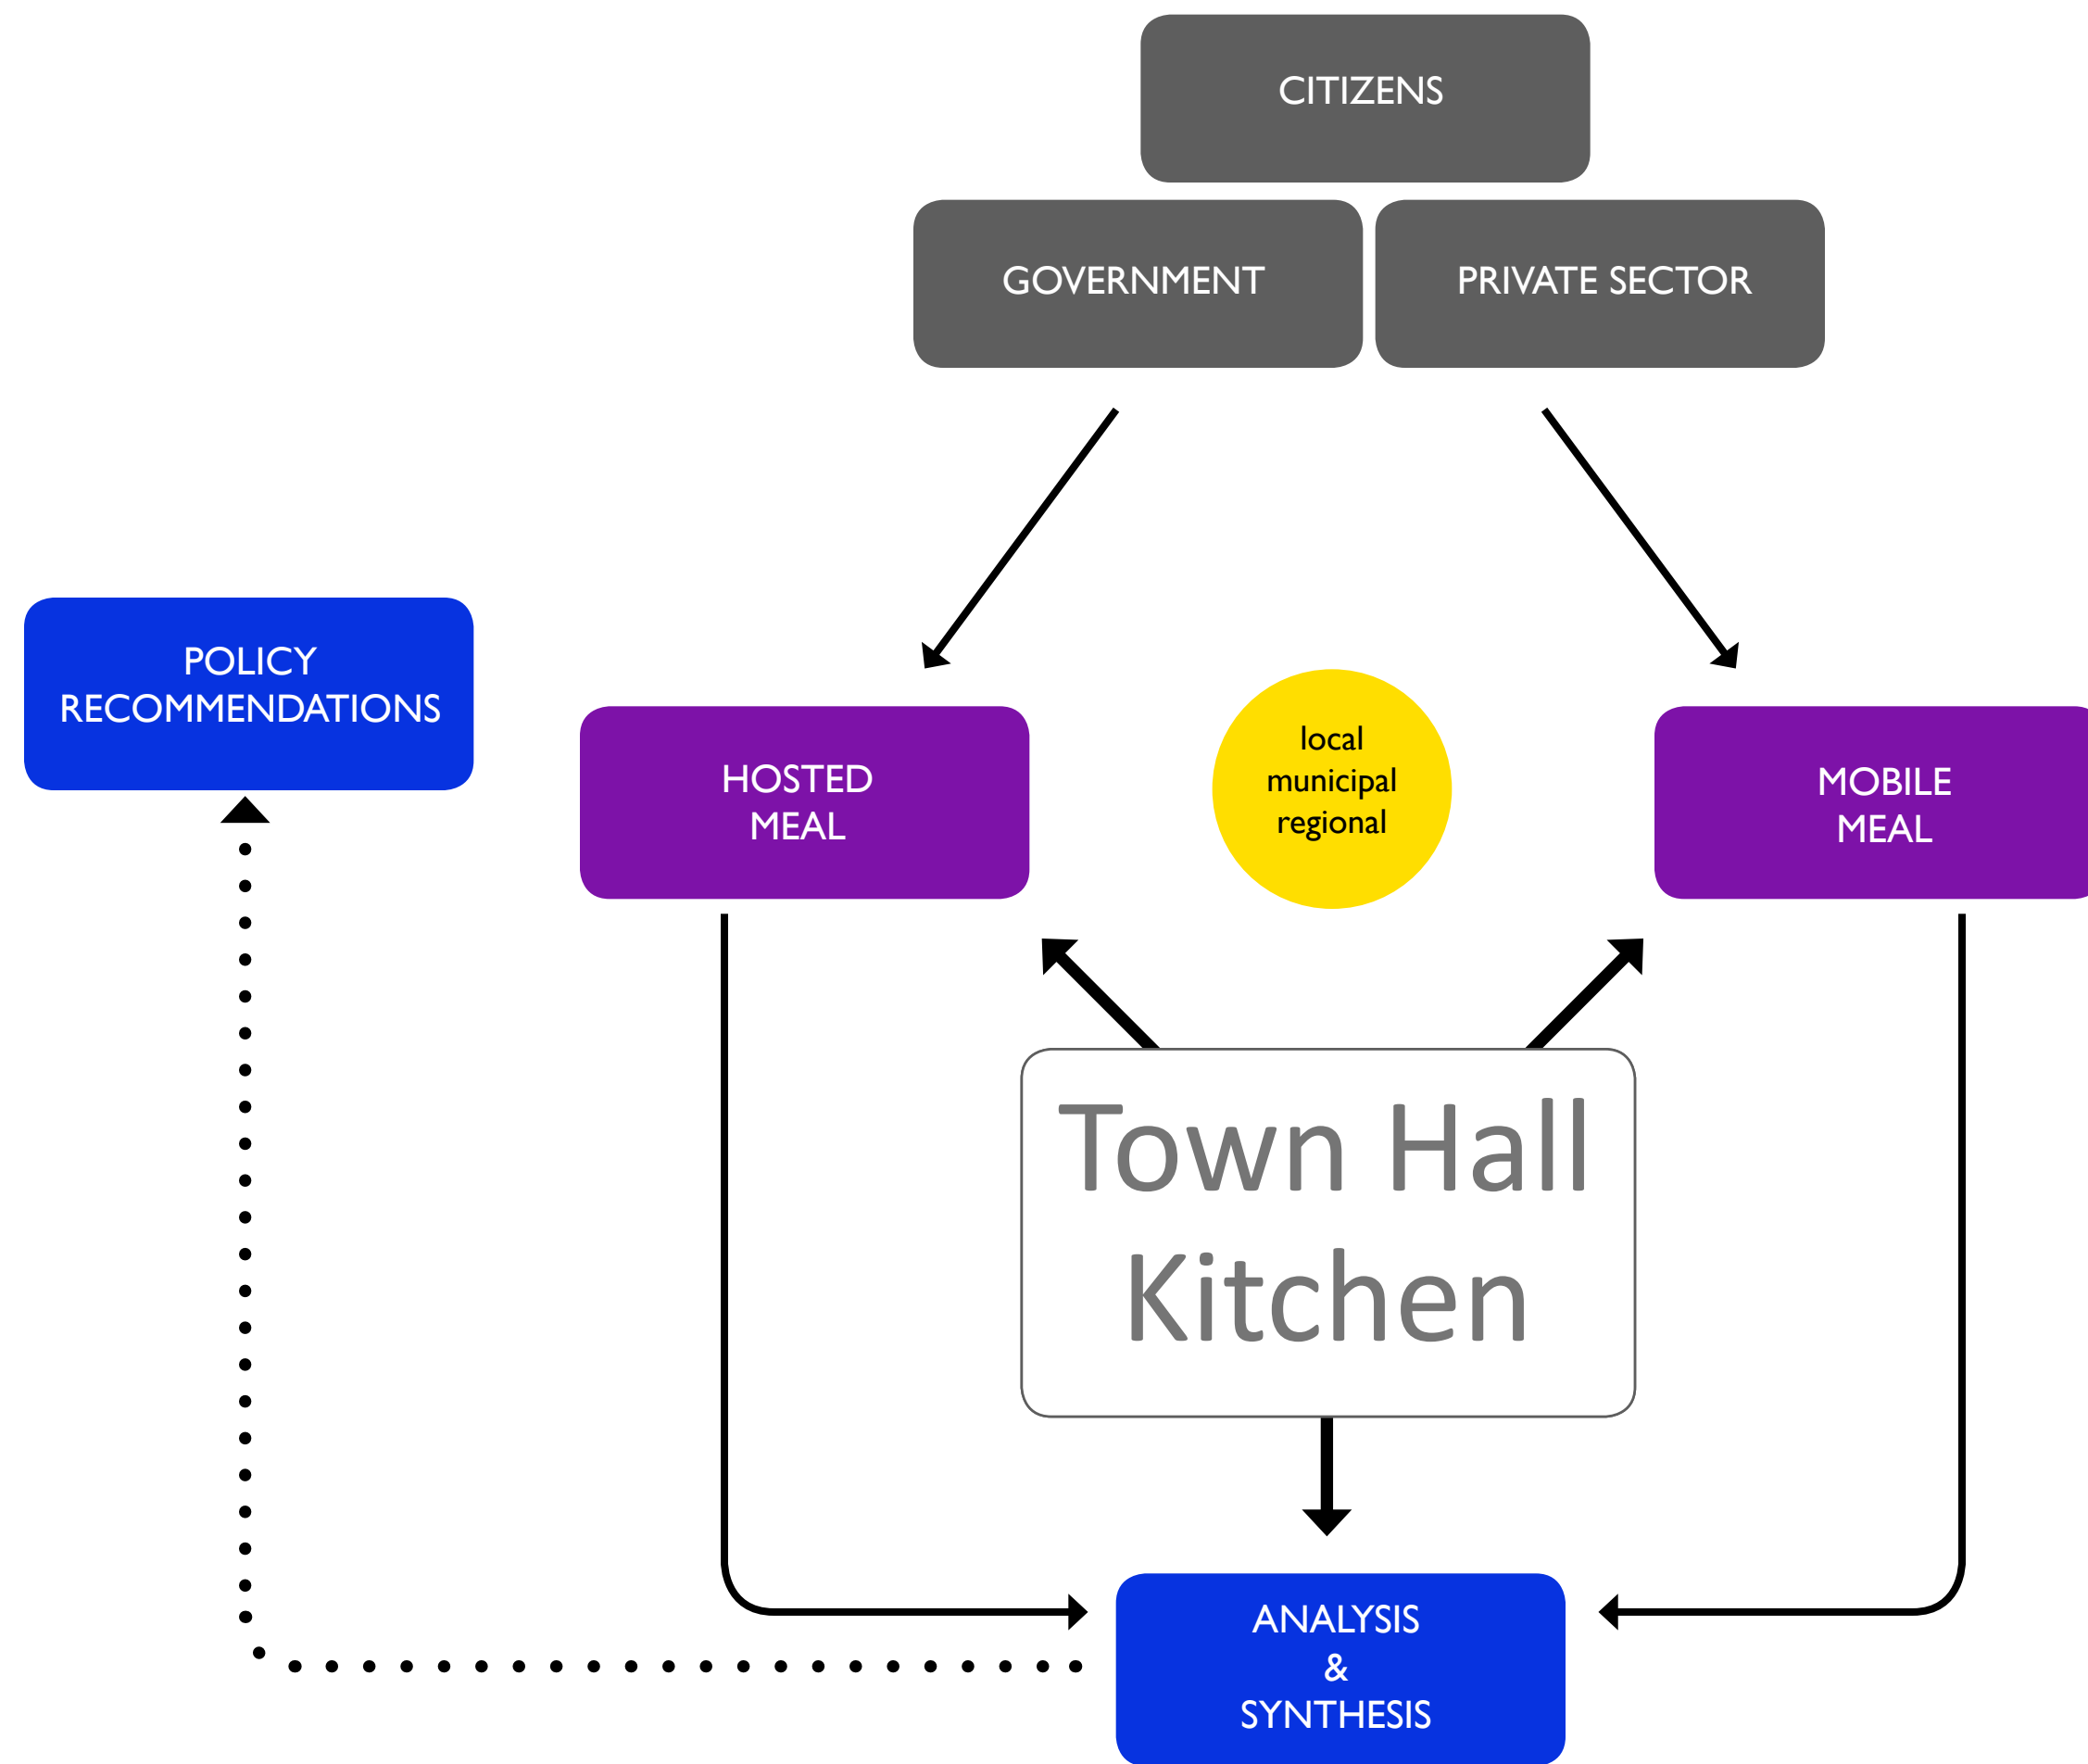 CITIZENS
GOVERNMENT
PRIVATE SECTOR
POLICY
RECOMMENDATIONS
HOSTED
MEAL
local
municipal
regional
MOBILE
MEAL
Town Hall
Kitchen
ANALYSIS
&
SYNTHESIS